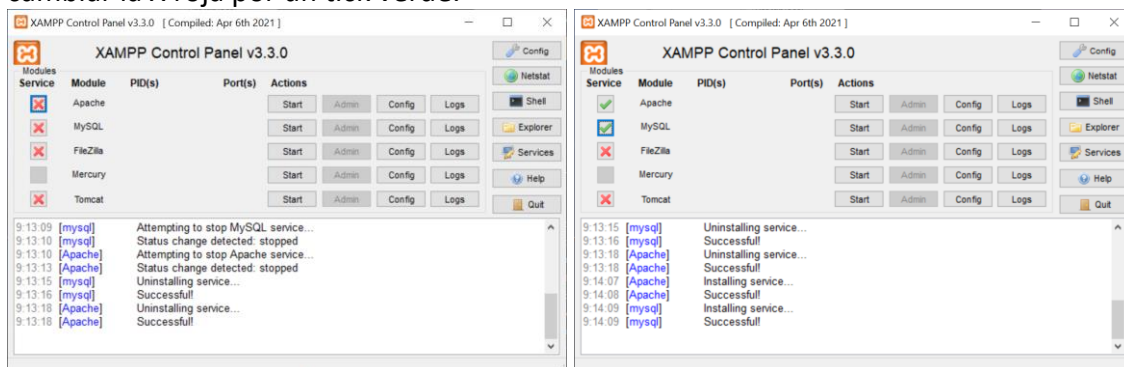 XAMPP Control Panel v3.3.0 [ Compiled: Apr 6th 2021 ]
XAMPP Control Panel v3.3.0
Config
Modules
Service Module PID(s) Port(s) Actions
Netstat
Apache Start Admin Config Logs
Shell
MySQL Start Admin Config Logs
Explorer
FileZilla Start Admin Config Logs
Services
Mercury Start Admin Config Logs
Help
Tomcat Start Admin Config Logs
Quit
9:13:09 [mysql] Attempting to stop MySQL service...
9:13:10 [mysql] Status change detected: stopped
9:13:10 [Apache] Attempting to stop Apache service...
9:13:13 [Apache] Status change detected: stopped
9:13:15 [mysql] Uninstalling service...
9:13:16 [mysql] Successful!
9:13:18 [Apache] Uninstalling service...
9:13:18 [Apache] Successful!
XAMPP Control Panel v3.3.0 [ Compiled: Apr 6th 2021 ]
XAMPP Control Panel v3.3.0
Config
Modules
Service Module PID(s) Port(s) Actions
Netstat
Apache Start Admin Config Logs
Shell
MySQL Start Admin Config Logs
Explorer
FileZilla Start Admin Config Logs
Services
Mercury Start Admin Config Logs
Help
Tomcat Start Admin Config Logs
Quit
9:13:15 [mysql] Uninstalling service...
9:13:16 [mysql] Successful!
9:13:18 [Apache] Uninstalling service...
9:13:18 [Apache] Successful!
9:14:07 [Apache] Installing service...
9:14:08 [Apache] Successful!
9:14:09 [mysql] Installing service...
9:14:09 [mysql] Successful!